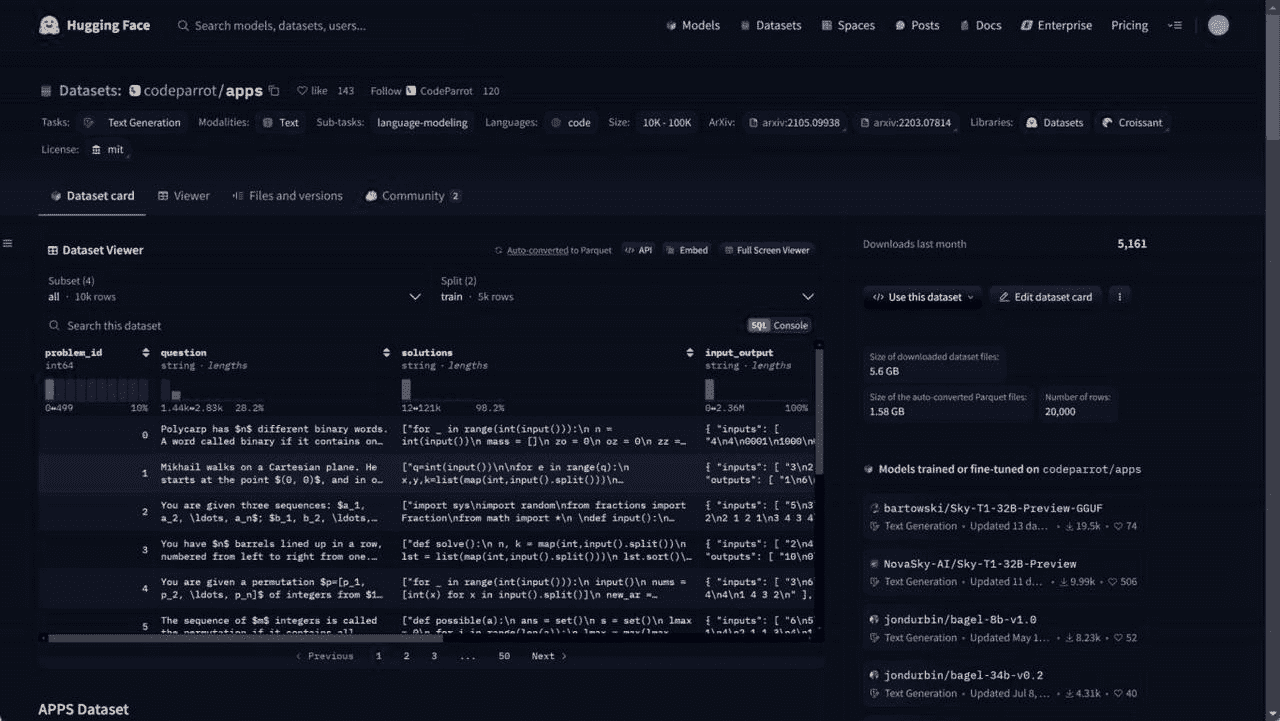 Hugging Face Search models, datasets, users... Models Datasets Spaces Posts Docs Enterprise Pricing
Datasets: codeparrot/apps like 143 Follow CodeParrot 120
Tasks: Text Generation Modalities: Text Sub-tasks: language-modeling Languages: code Size: 10K - 100K ArXiv: arxiv:2105.09938 arxiv:2203.07814 Libraries: Datasets Croissant
License: mit
Dataset card Viewer Files and versions Community 2
Dataset Viewer Auto-converted to Parquet API Embed Full Screen Viewer
Subset (4) Split (2)
all · 10k rows train · 5k rows
Search this dataset SQL Console
problem_id question solutions input_output
int64 string · lengths string · lengths string · lengths
0↔499 10% 1.44k↔2.83k 28.2% 12↔121k 98.2% 0↔2.36M 100%
0 Polycarp has $n$ different binary words. ["for _ in range(int(input())):\n n = { "inputs": [
A word called binary if it contains on… int(input())\n mass = []\n zo = 0\n oz = 0\n zz =… "4\n4\n0001\n1000\n
1 Mikhail walks on a Cartesian plane. He ["q=int(input())\n\nfor e in range(q):\n { "inputs": [ "3\n2
starts at the point $(0, 0)$, and in o… x,y,k=list(map(int,input().split()))\n… "outputs": [ "1\n6\
2 You are given three sequences: $a_1, ["import sys\nimport random\nfrom fractions import { "inputs": [ "5\n3
a_2, \ldots, a_n$; $b_1, b_2, \ldots,… Fraction\nfrom math import *\n \ndef input():\n… 2\n2 1 2 1\n3 4 3 4
3 You have $n$ barrels lined up in a row, ["def solve():\n n, k = map(int,input().split())\n { "inputs": [ "2\n4
numbered from left to right from one.… lst = list(map(int,input().split()))\n lst.sort()\… "outputs": [ "10\n0
4 You are given a permutation $p=[p_1, ["for _ in range(int(input())):\n input()\n nums = { "inputs": [ "3\n6
p_2, \ldots, p_n]$ of integers from $1… [int(x) for x in input().split()]\n new_ar =… 4\n4\n1 4 3 2\n" ],
5 The sequence of $m$ integers is called ["def possible(a):\n ans = set()\n s = set()\n lmax { "inputs": [ "6\n5
the permutation if it contains all
Previous 1 2 3 ... 50 Next
APPS Dataset
Downloads last month 5,161
Use this dataset Edit dataset card
Size of downloaded dataset files:
5.6 GB
Size of the auto-converted Parquet files: Number of rows:
1.58 GB 20,000
Models trained or fine-tuned on codeparrot/apps
bartowski/Sky-T1-32B-Preview-GGUF
Text Generation • Updated 13 da… • 19.5k • 74
NovaSky-AI/Sky-T1-32B-Preview
Text Generation • Updated 11 d… • 9.99k • 506
jondurbin/bagel-8b-v1.0
Text Generation • Updated May 1… • 8.23k • 52
jondurbin/bagel-34b-v0.2
Text Generation • Updated Jul 8, … • 4.31k • 40